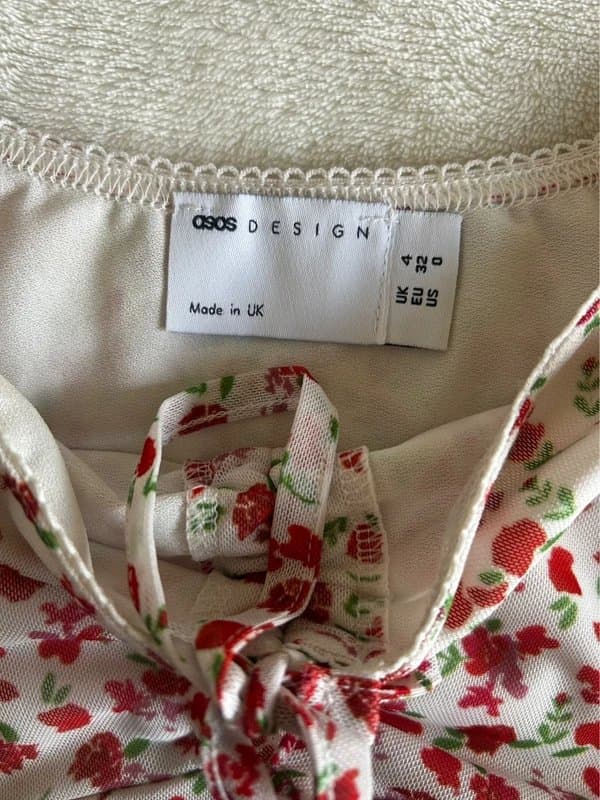 asos DESIGN
Made in UK
UK 4
EU 32
US 0